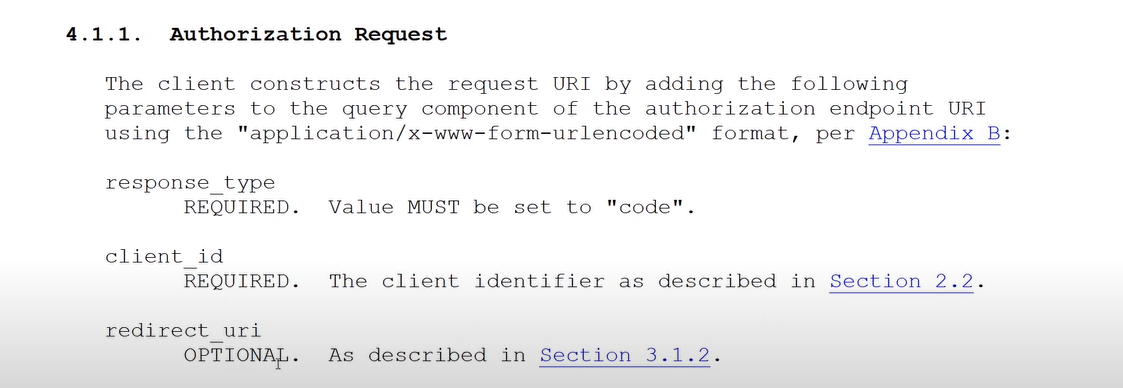 4.1.1. Authorization Request
The client constructs the request URI by adding the following
parameters to the query component of the authorization endpoint URI
using the "application/x-www-form-urlencoded" format, per Appendix B:
response_type
REQUIRED. Value MUST be set to "code".
client_id
REQUIRED. The client identifier as described in Section 2.2.
redirect_uri
OPTIONAL. As described in Section 3.1.2.